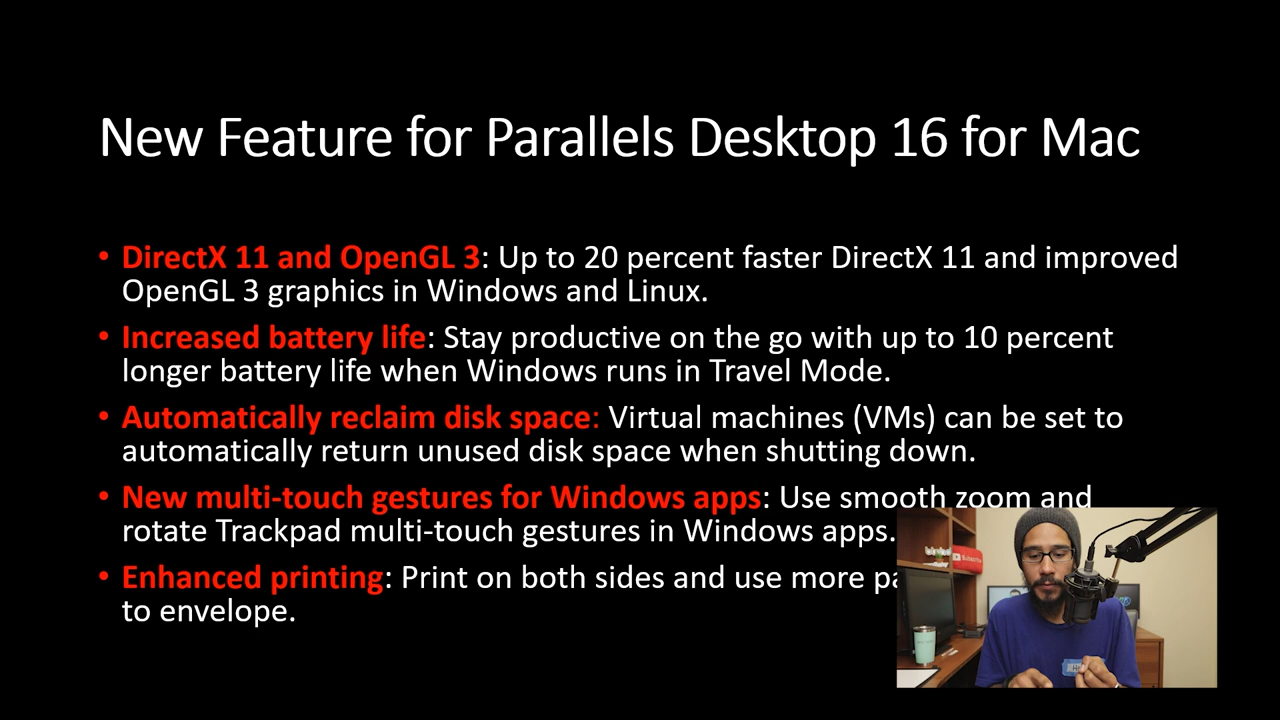 New Feature for Parallels Desktop 16 for Mac
• DirectX 11 and OpenGL 3: Up to 20 percent faster DirectX 11 and improved
OpenGL 3 graphics in Windows and Linux.
• Increased battery life: Stay productive on the go with up to 10 percent
longer battery life when Windows runs in Travel Mode.
• Automatically reclaim disk space: Virtual machines (VMs) can be set to
automatically return unused disk space when shutting down.
• New multi-touch gestures for Windows apps: Use smooth zoom and
rotate Trackpad multi-touch gestures in Windows apps.
• Enhanced printing: Print on both sides and use more
to envelope.